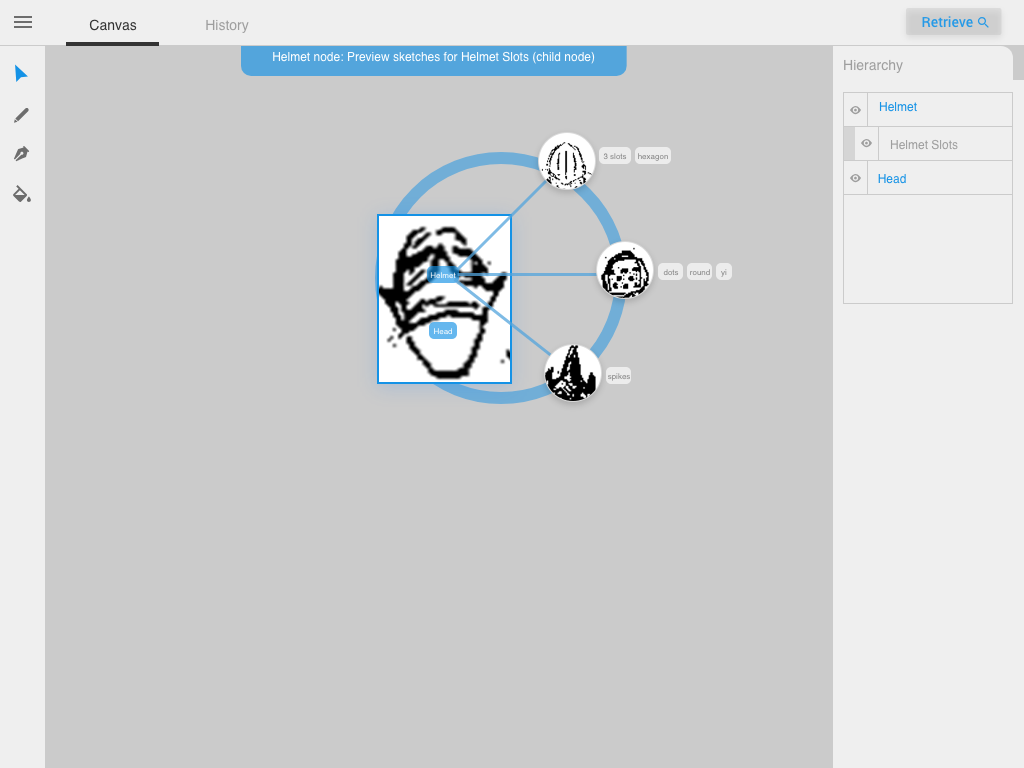 Canvas
History
Retrieve
Helmet node: Preview sketches for Helmet Slots (child node)
Hierarchy
Helmet
Helmet Slots
Head
3 slots
hexagon
dots
round
yi
spikes
Helmet
Head